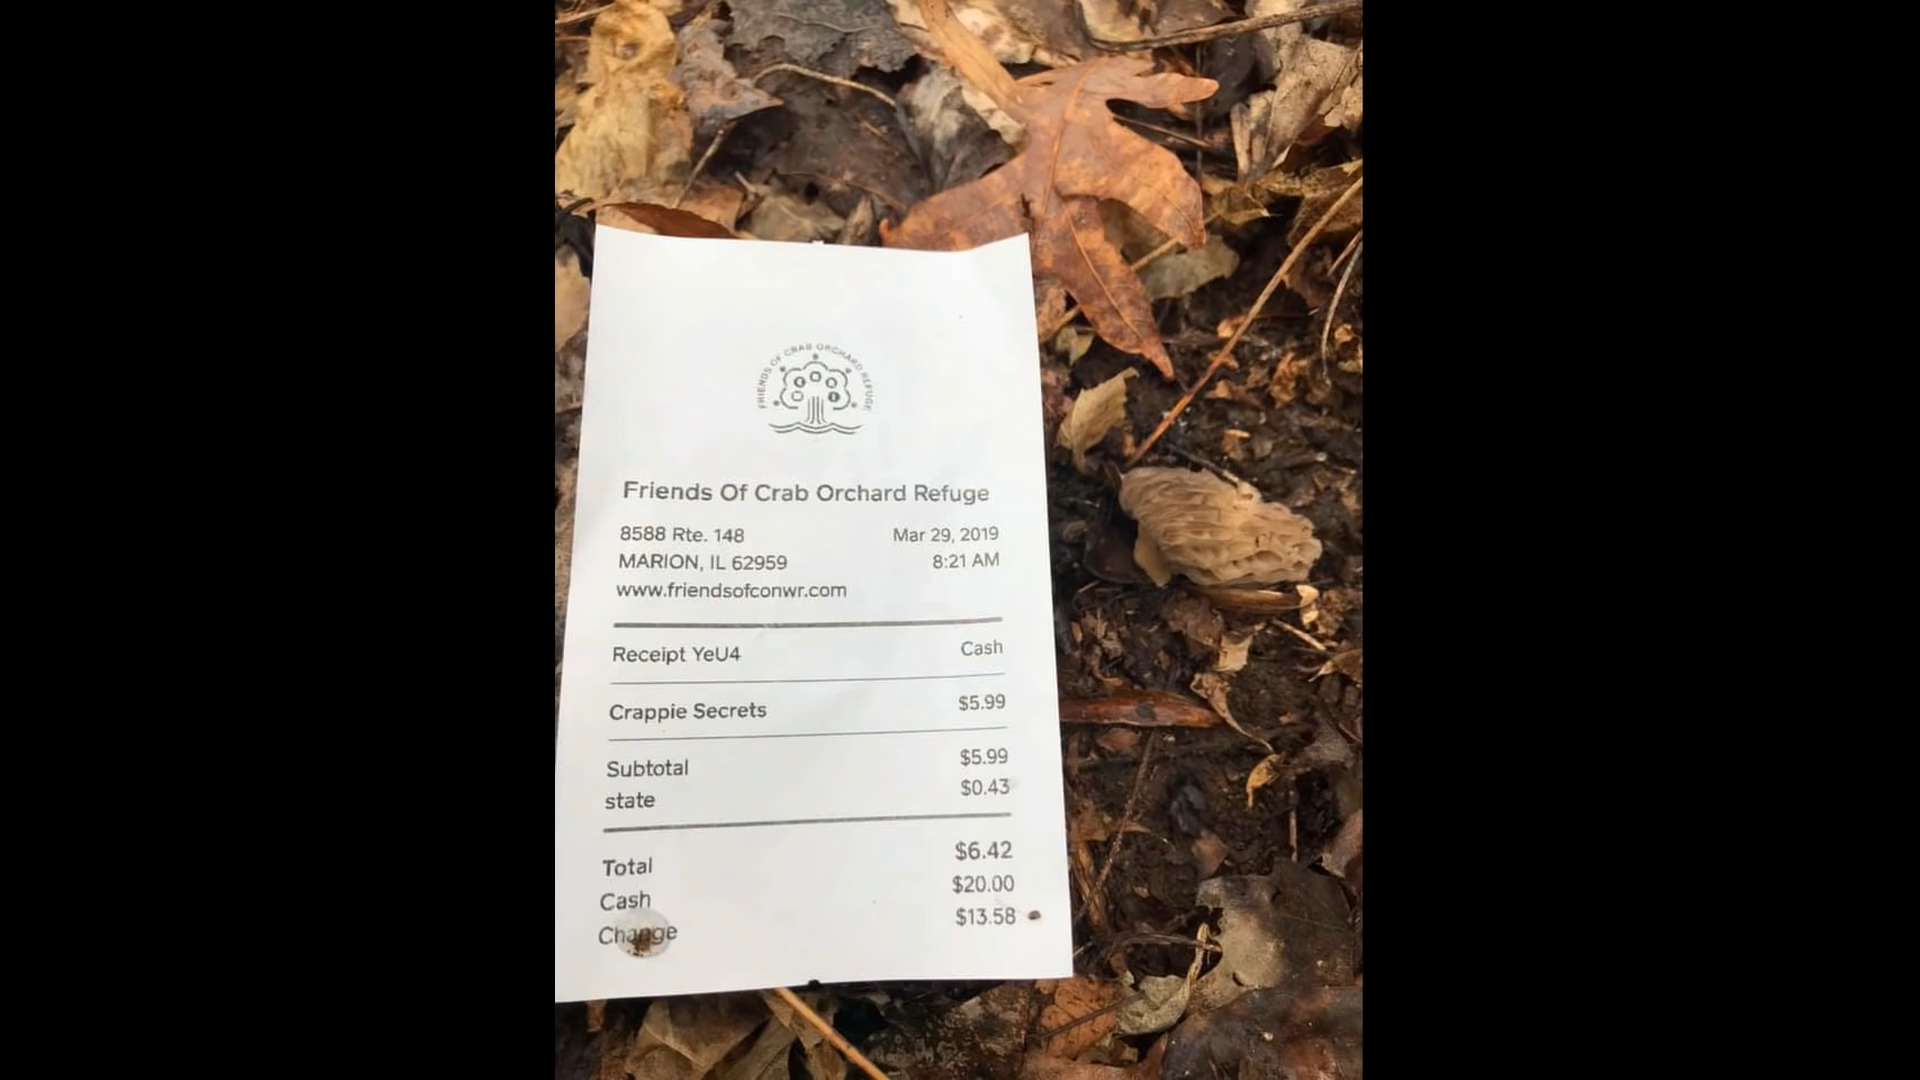 FRIENDS OF CRAB ORCHARD REFUGE
Friends Of Crab Orchard Refuge
8588 Rte. 148 Mar 29, 2019
MARION, IL 62959 8:21 AM
www.friendsofconwr.com
Receipt YeU4 Cash
Crappie Secrets $5.99
Subtotal $5.99
state $0.43
Total $6.42
Cash $20.00
Change $13.58